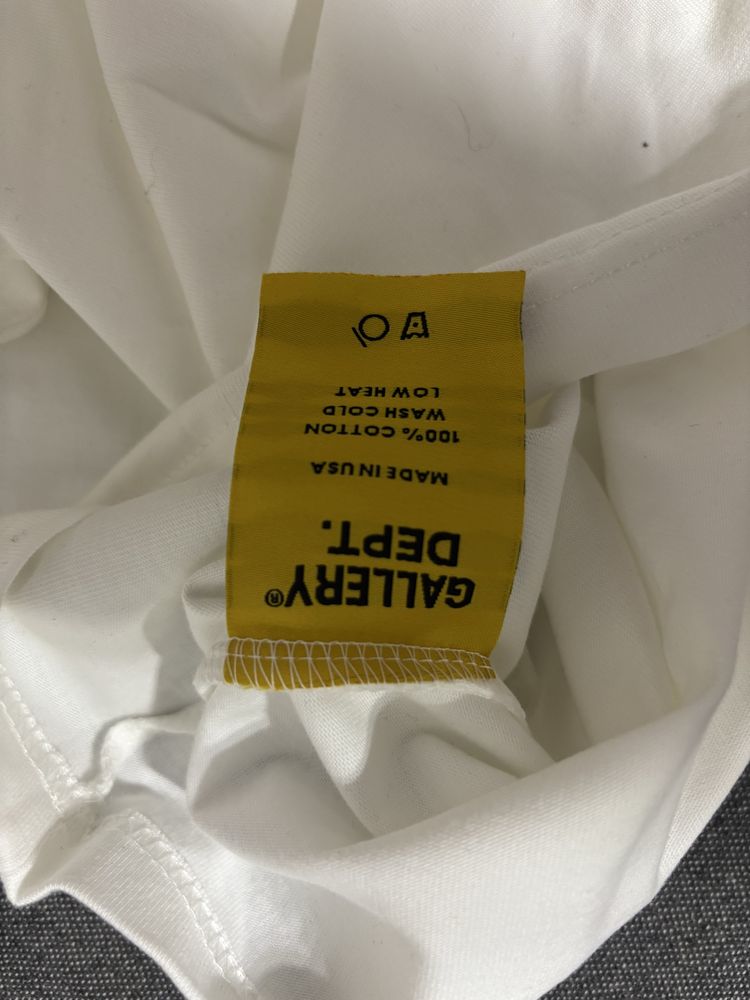 GALLERY®
DEPT.
MADE IN USA
100% COTTON
WASH COLD
LOW HEAT